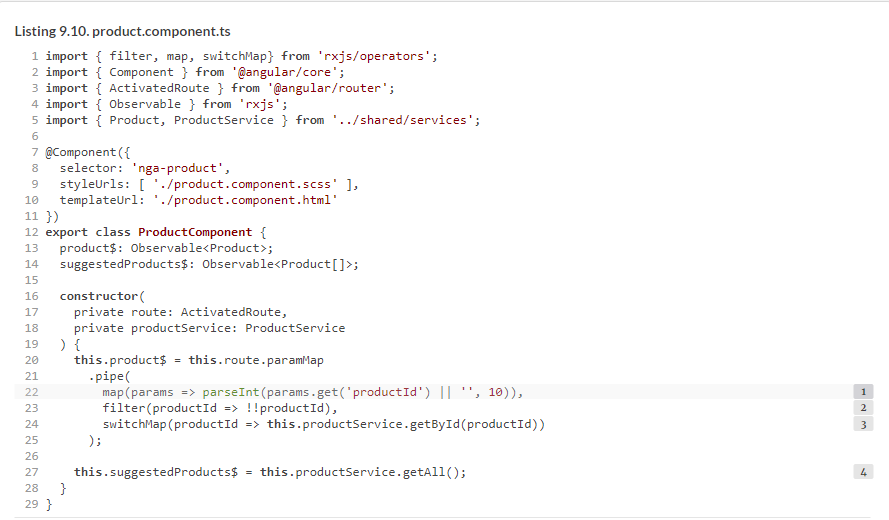 Listing 9.10. product.component.ts
1 import { filter, map, switchMap} from 'rxjs/operators';
2 import { Component } from '@angular/core';
3 import { ActivatedRoute } from '@angular/router';
4 import { Observable } from 'rxjs';
5 import { Product, ProductService } from '../shared/services';
6
7 @Component({
8   selector: 'nga-product',
9   styleUrls: [ './product.component.scss' ],
10   templateUrl: './product.component.html'
11 })
12 export class ProductComponent {
13   product$: Observable<Product>;
14   suggestedProducts$: Observable<Product[]>;
15
16   constructor(
17     private route: ActivatedRoute,
18     private productService: ProductService
19   ) {
20     this.product$ = this.route.paramMap
21       .pipe(
22         map(params => parseInt(params.get('productId') || '', 10)), 1
23         filter(productId => !!productId), 2
24         switchMap(productId => this.productService.getById(productId)) 3
25       );
26
27     this.suggestedProducts$ = this.productService.getAll(); 4
28   }
29 }